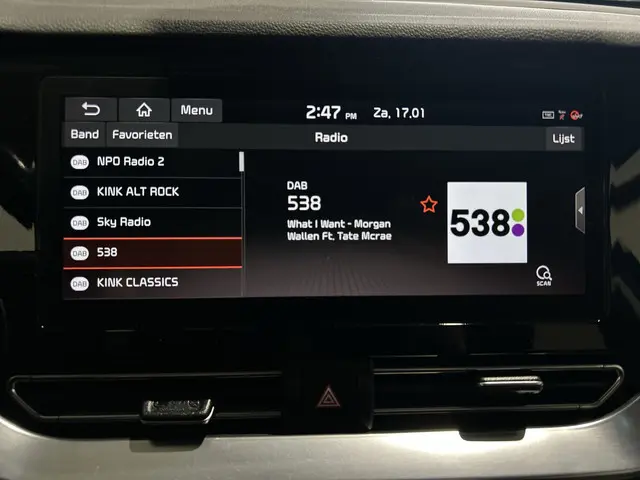 Menu
2:47 PM
Za, 17.01
Band
Favorieten
Radio
Lijst
DAB NPO Radio 2
DAB KINK ALT ROCK
DAB Sky Radio
DAB 538
DAB KINK CLASSICS
DAB
538
What I Want - Morgan
Wallen Ft. Tate Mcrae
538
SCAN